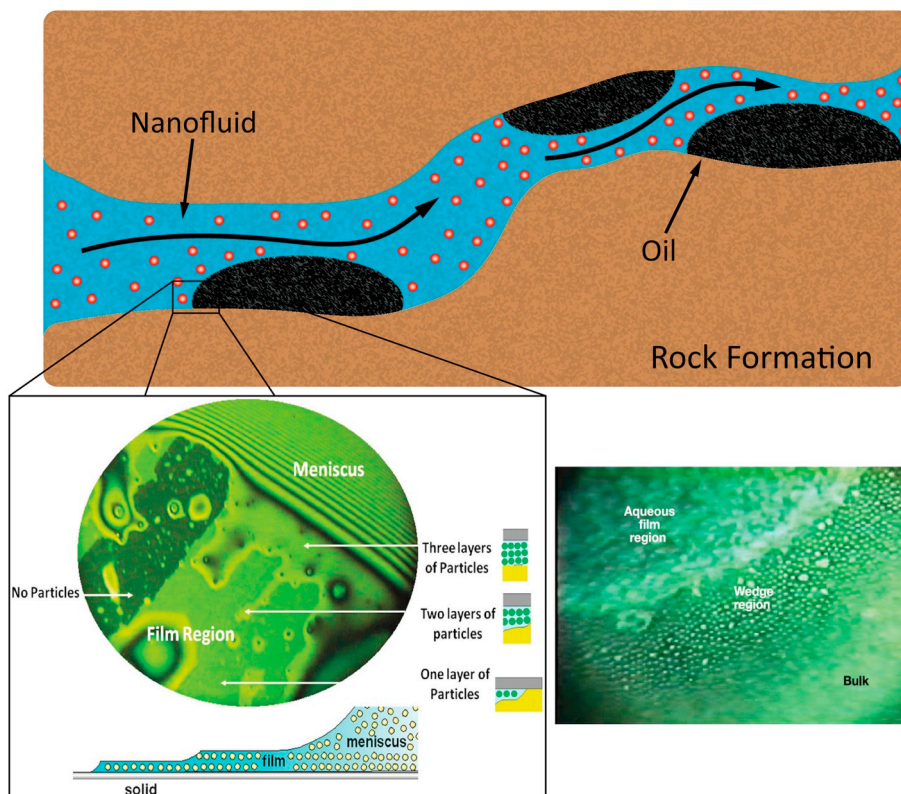 Nanofluid
Oil
Rock Formation
Meniscus
Three layers
of Particles
No Particles
Two layers of
particles
Film Region
One layer of
Particles
meniscus
film
solid
Aqueous
film
region
Wedge
region
Bulk